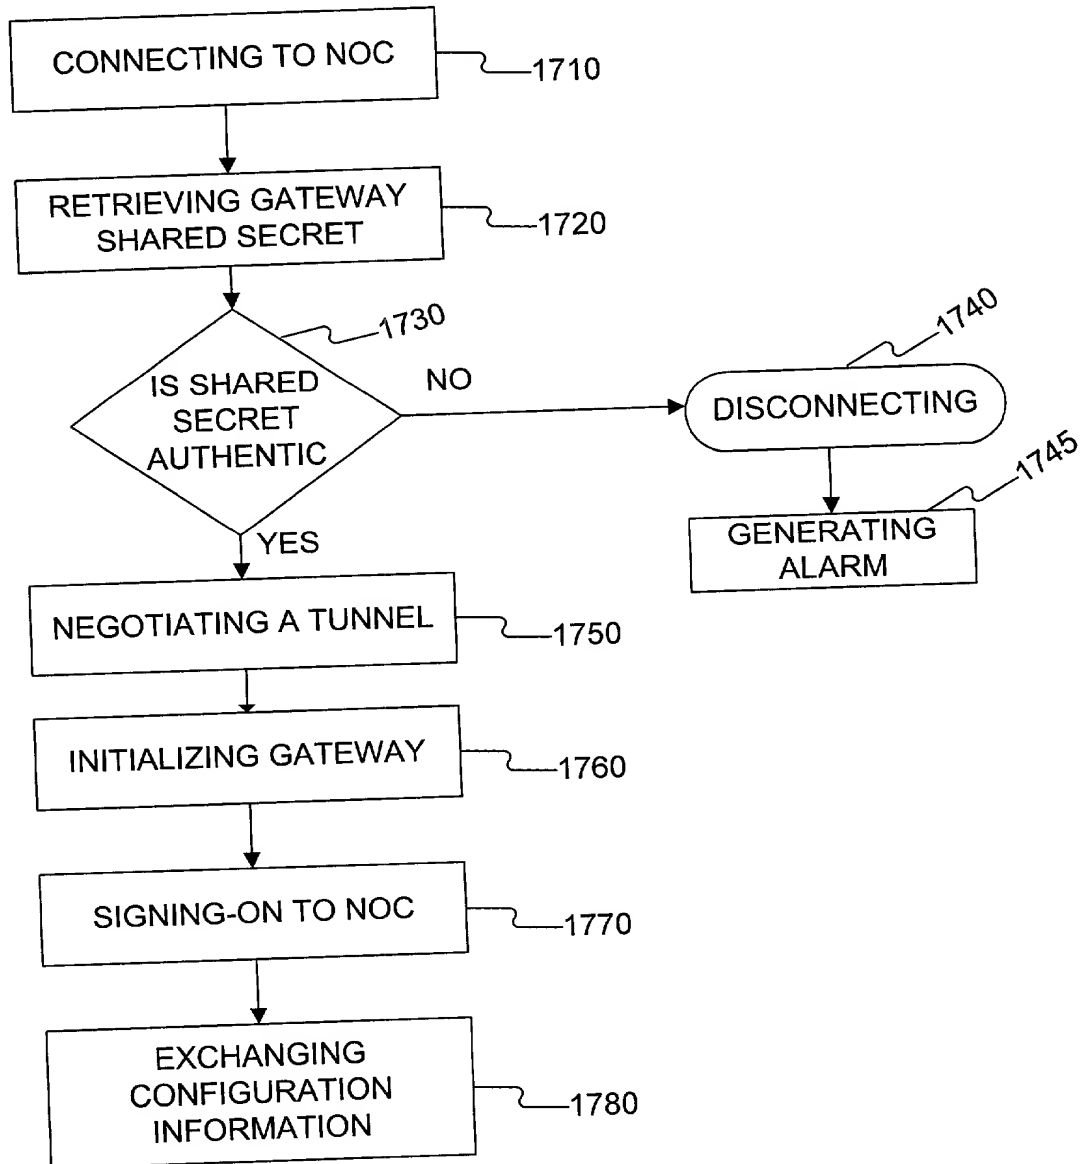 CONNECTING TO NOC
1710
RETRIEVING GATEWAY
SHARED SECRET
1720
1730
IS SHARED
SECRET
AUTHENTIC
NO
1740
DISCONNECTING
1745
GENERATING
ALARM
YES
NEGOTIATING A TUNNEL
1750
INITIALIZING GATEWAY
1760
SIGNING-ON TO NOC
1770
EXCHANGING
CONFIGURATION
INFORMATION
1780